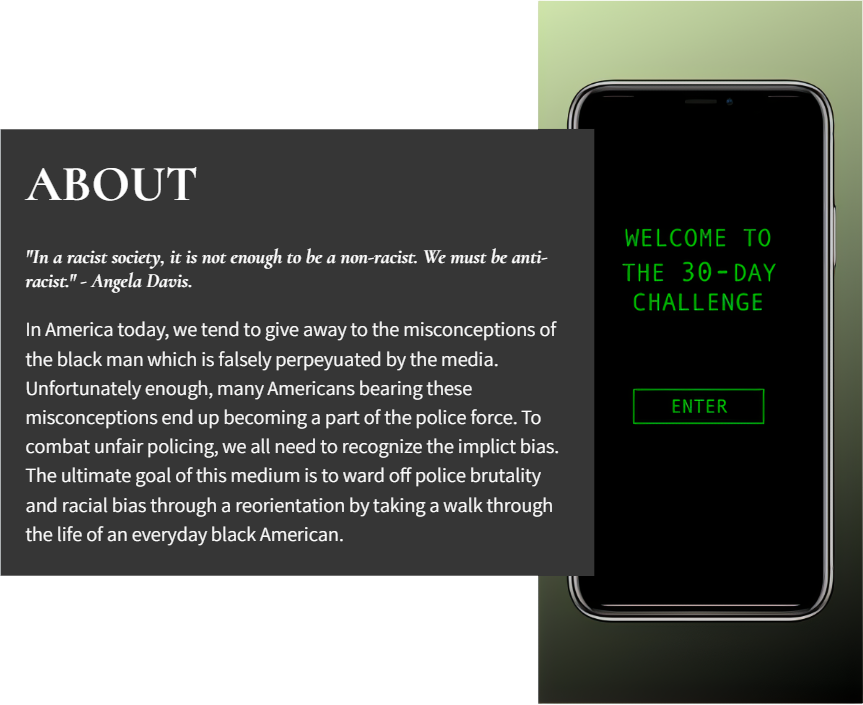 ABOUT
"In a racist society, it is not enough to be a non-racist. We must be anti-
racist." - Angela Davis.
In America today, we tend to give away to the misconceptions of
the black man which is falsely perpeyuated by the media.
Unfortunately enough, many Americans bearing these
misconceptions end up becoming a part of the police force. To
combat unfair policing, we all need to recognize the implict bias.
The ultimate goal of this medium is to ward off police brutality
and racial bias through a reorientation by taking a walk through
the life of an everyday black American.
WELCOME TO
THE 30-DAY
CHALLENGE
ENTER